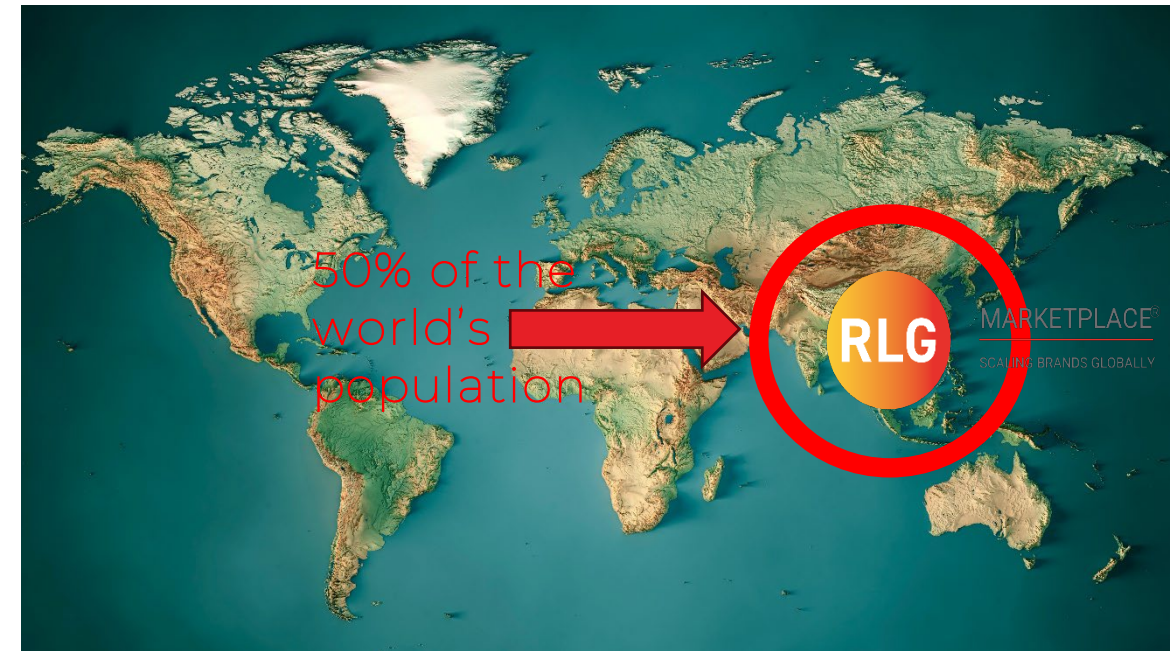 50% of the
world's
population
RLG
MARKETPLACE®
SCALING BRANDS GLOBALLY